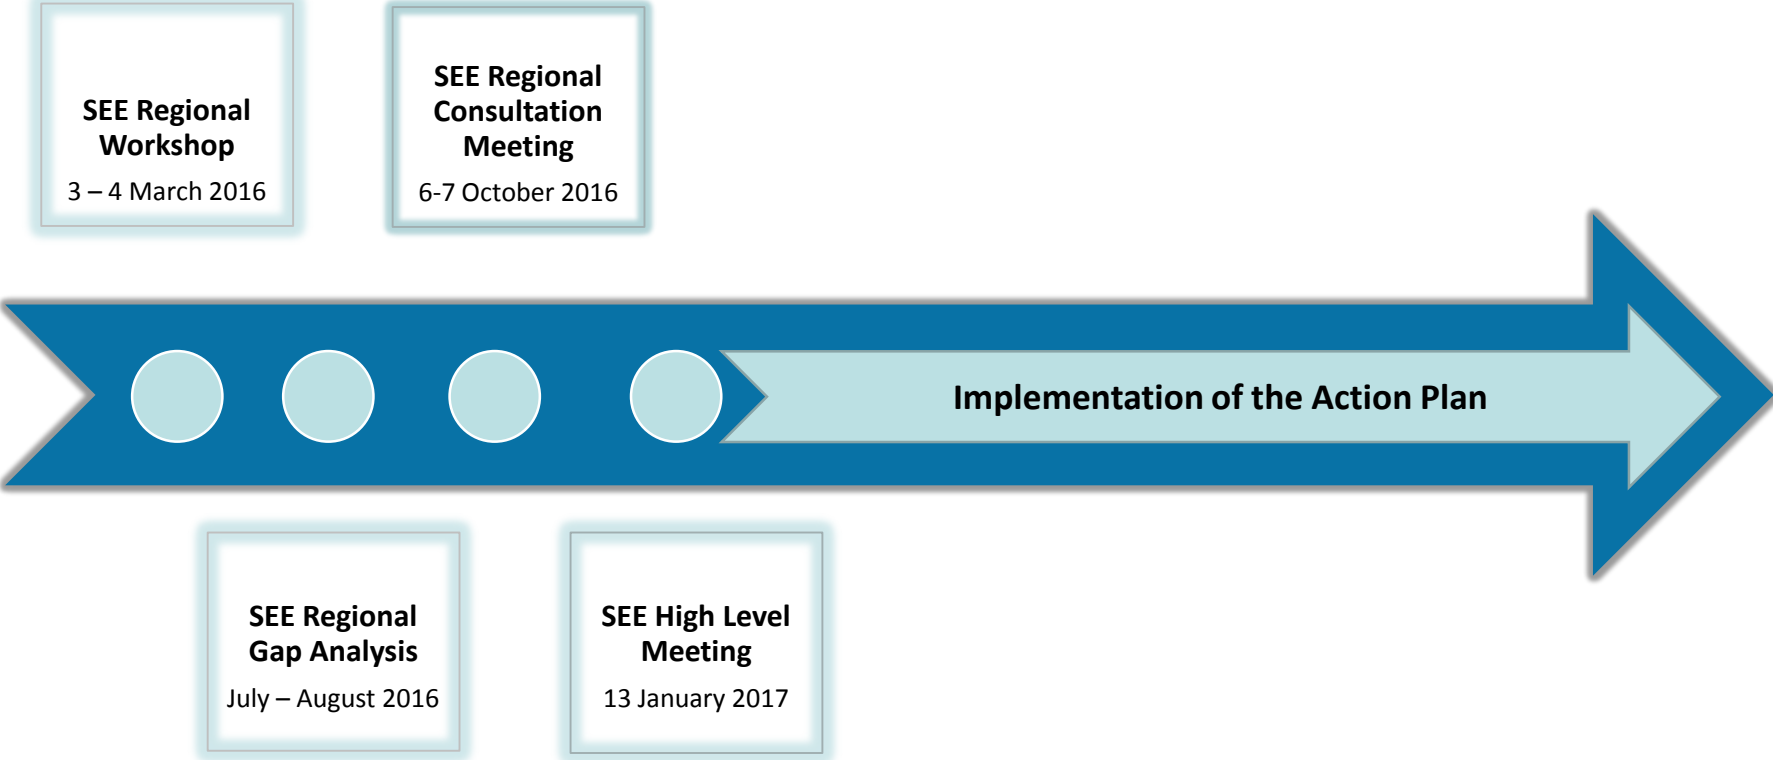 SEE Regional
Workshop
3 – 4 March 2016
SEE Regional
Consultation
Meeting
6-7 October 2016
Implementation of the Action Plan
SEE Regional
Gap Analysis
July – August 2016
SEE High Level
Meeting
13 January 2017